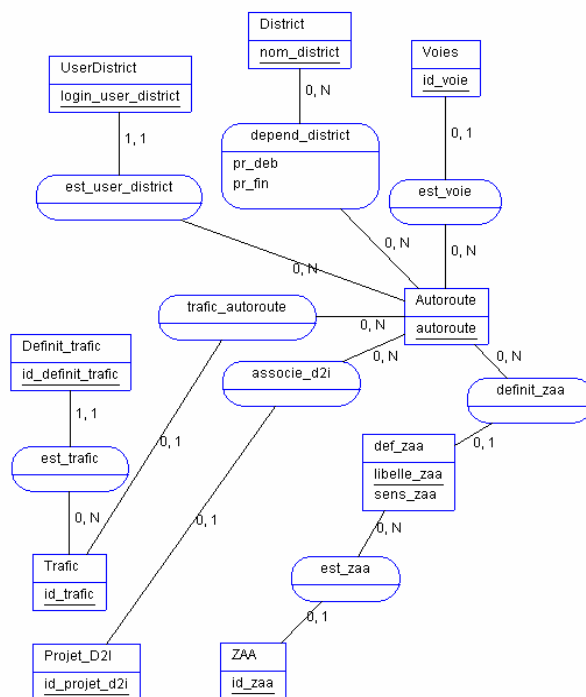 District
nom_district
Voies
id_voie
UserDistrict
login_user_district
0, N
0, 1
1, 1
depend_district
pr_deb
pr_fin
est_user_district
est_voie
0, N
0, N
0, N
trafic_autoroute
0, N
Autoroute
autoroute
Definit_trafic
id_definit_trafic
associe_d2i
0, N
0, N
definit_zaa
1, 1
0, 1
0, 1
est_trafic
def_zaa
libelle_zaa
sens_zaa
0, N
0, 1
0, N
Trafic
id_trafic
est_zaa
0, 1
Projet_D2I
id_projet_d2i
ZAA
id_zaa